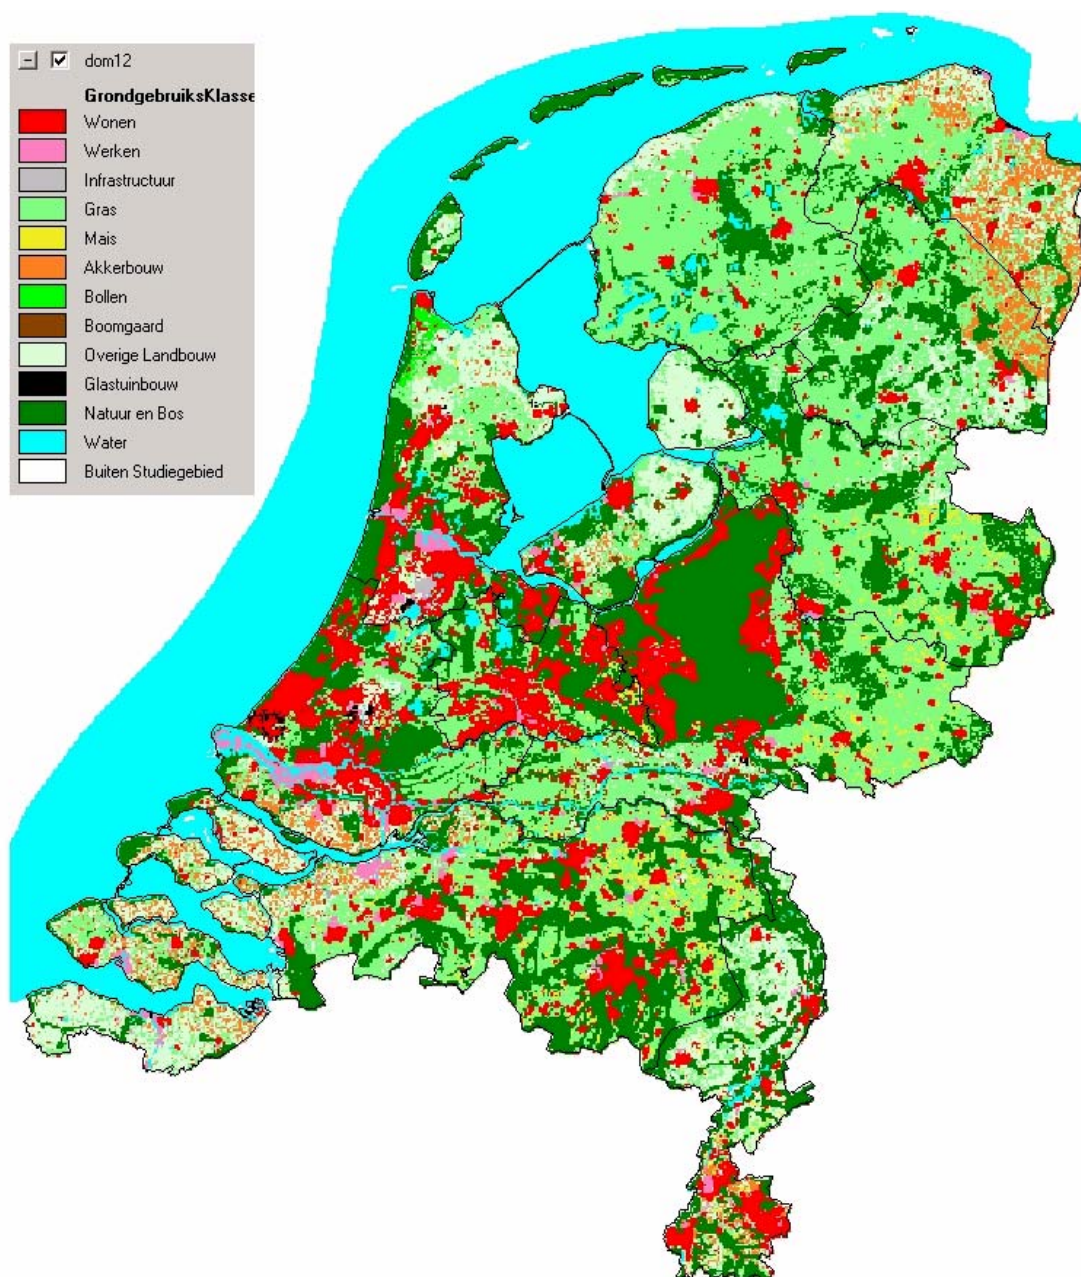 dom12
GrondgebruiksKlasse
Wonen
Werken
Infrastructuur
Gras
Mais
Akkerbouw
Bollen
Boomgaard
Overige Landbouw
Glastuinbouw
Natuur en Bos
Water
Buiten Studiegebied